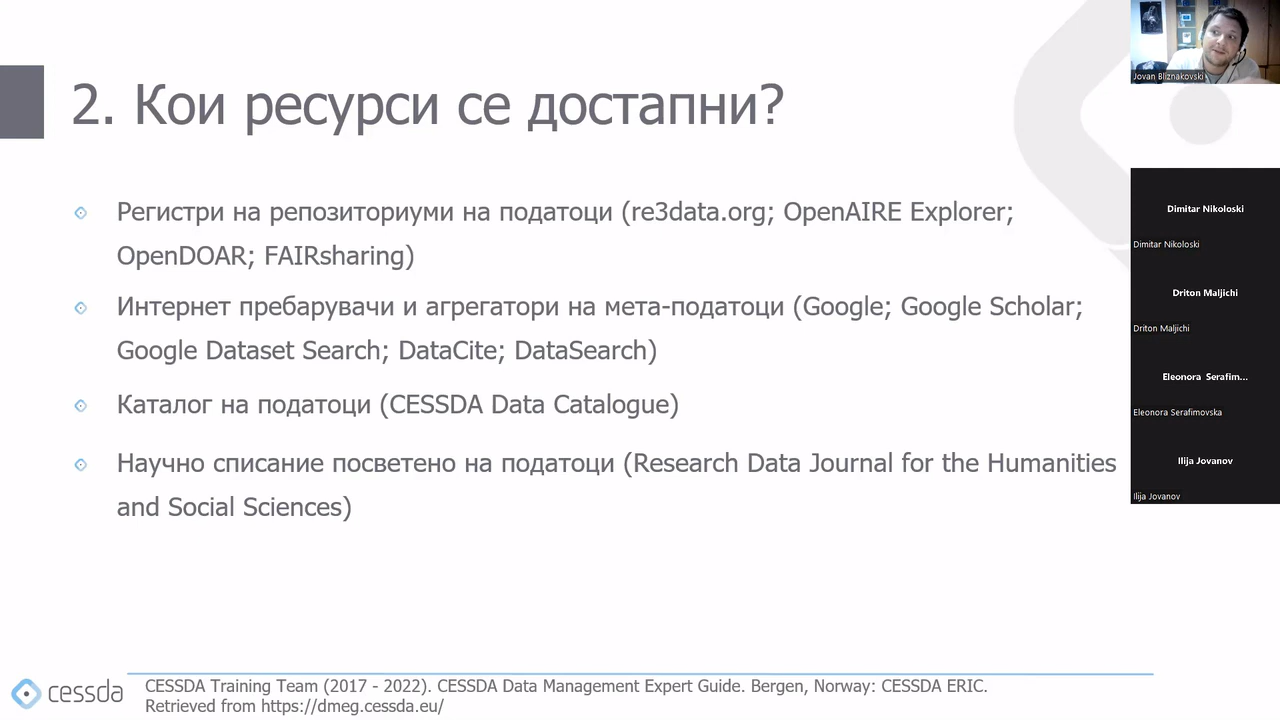 2. Кои ресурси се достапни?
Регистри на репозиториуми на податоци (re3data.org; OpenAIRE Explorer;
OpenDOAR; FAIRsharing)
Интернет пребарувачи и агрегатори на мета-податоци (Google; Google Scholar;
Google Dataset Search; DataCite; DataSearch)
Каталог на податоци (CESSDA Data Catalogue)
Научно списание посветено на податоци (Research Data Journal for the Humanities
and Social Sciences)
cessda
CESSDA Training Team (2017 - 2022). CESSDA Data Management Expert Guide. Bergen, Norway: CESSDA ERIC.
Retrieved from https://dmeg.cessda.eu/
Jovan Bliznakovski
Dimitar Nikoloski
Dimitar Nikoloski
Driton Maljichi
Driton Maljichi
Eleonora Serafim...
Eleonora Serafimovska
Ilija Jovanov
Ilija Jovanov